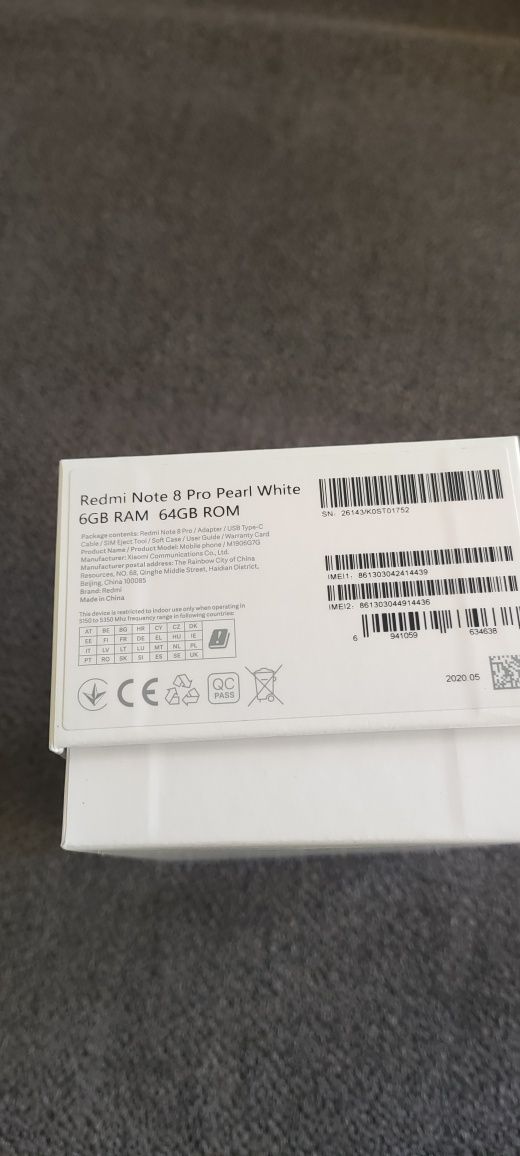 Redmi Note 8 Pro Pearl White
6GB RAM 64GB ROM
Package contents: Redmi Note 8 Pro / Adapter / USB Type-C
Cable / SIM Eject Tool / Soft Case / User Guide / Warranty Card
Product Name / Product Model: Mobile phone / M1906G7G
Manufacturer: Xiaomi Communications Co., Ltd.
Manufacturer postal address: The Rainbow City of China
Resources, NO. 68, Qinghe Middle Street, Haidian District,
Beijing, China 100085
Brand: Redmi
Made in China
This device is restricted to indoor use only when operating in
5150 to 5350 Mhz frequency range in following countries:
AT BE BG HR CY CZ DK
EE FI FR DE EL HU IE
IT LV LT LU MT NL PL
PT RO SK SI ES SE UK
CE
QC
PASS
SN: 26143/K0ST01752
IMEI1: 861303042414439
IMEI2: 861303044914436
6 941059 634638
2020.05